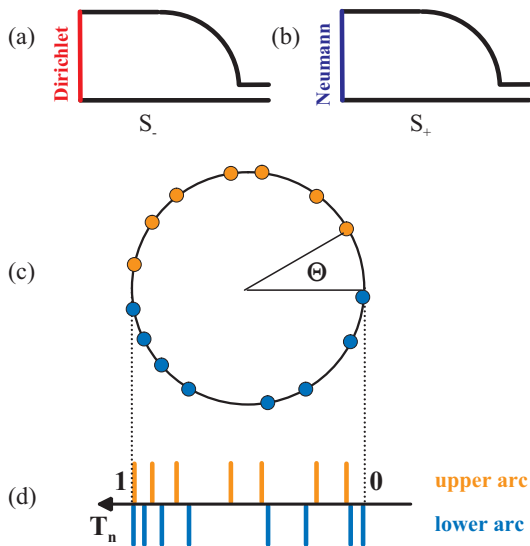 (a)
Dirichlet
S₋
(b)
Neumann
S₊
(c)
Θ
1
0
upper arc
(d)
Tₙ
lower arc